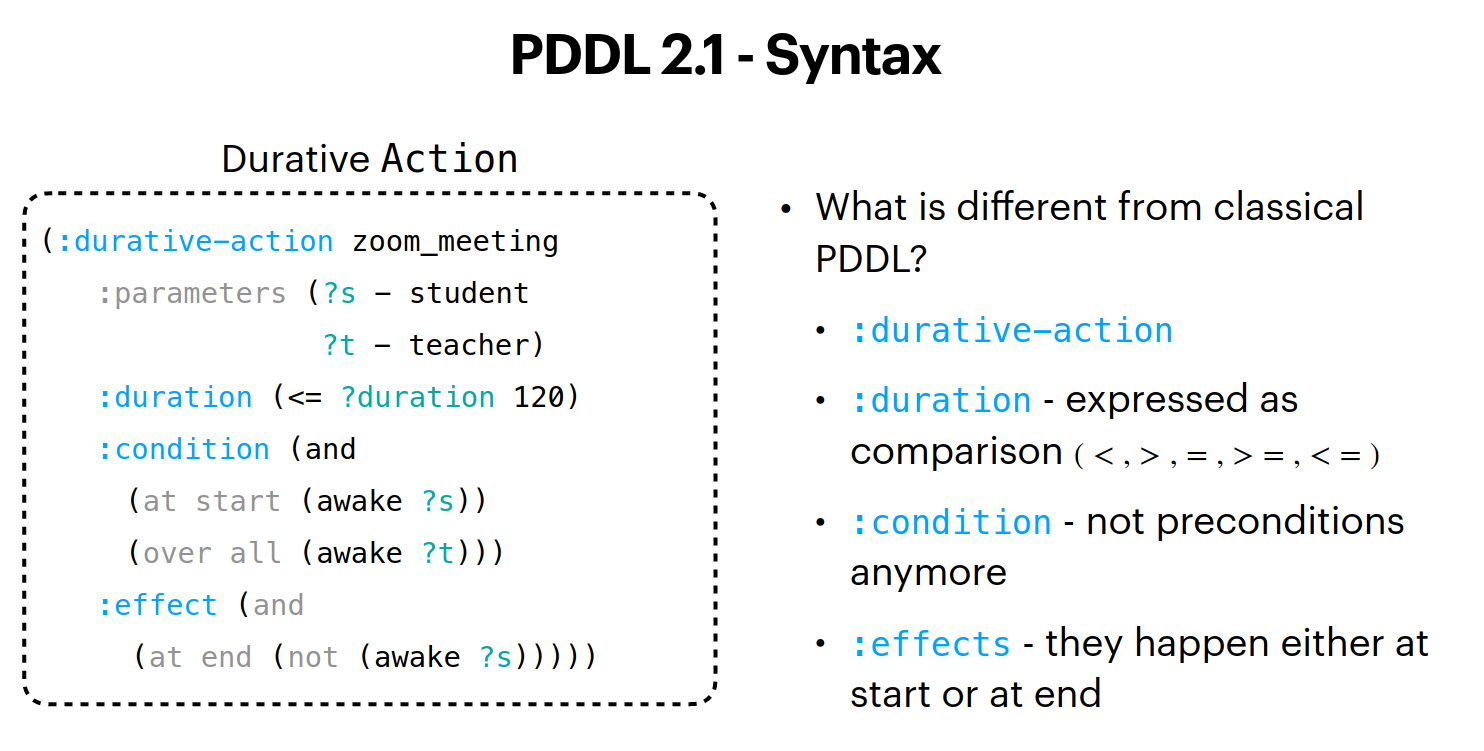 PDDL 2.1 - Syntax
Durative Action
(:durative-action zoom_meeting
:parameters (?s - student
?t - teacher)
:duration (<= ?duration 120)
:condition (and
(at start (awake ?s))
(over all (awake ?t)))
:effect (and
(at end (not (awake ?s)))))
• What is different from classical
PDDL?
• :durative-action
• :duration - expressed as
comparison ( < , > , = , > = , < = )
• :condition - not preconditions
anymore
• :effects - they happen either at
start or at end